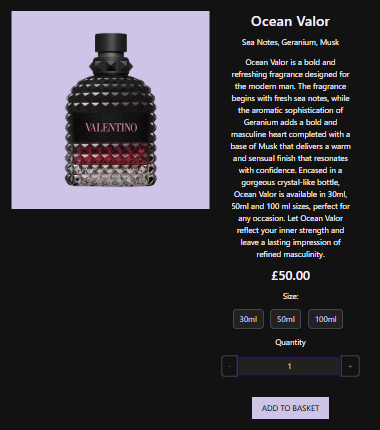 VALENTINO
Ocean Valor
Sea Notes, Geranium, Musk
Ocean Valor is a bold and
refreshing fragrance designed for
the modern man. The fragrance
begins with fresh sea notes, while
the aromatic sophistication of
Geranium adds a bold and
masculine heart completed with a
base of Musk that delivers a warm
and sensual finish that resonates
with confidence. Encased in a
gorgeous crystal-like bottle,
Ocean Valor is available in 30ml,
50ml and 100 ml sizes, perfect for
any occasion. Let Ocean Valor
reflect your inner strength and
leave a lasting impression of
refined masculinity.
£50.00
Size:
30ml 50ml 100ml
Quantity
- 1 +
ADD TO BASKET